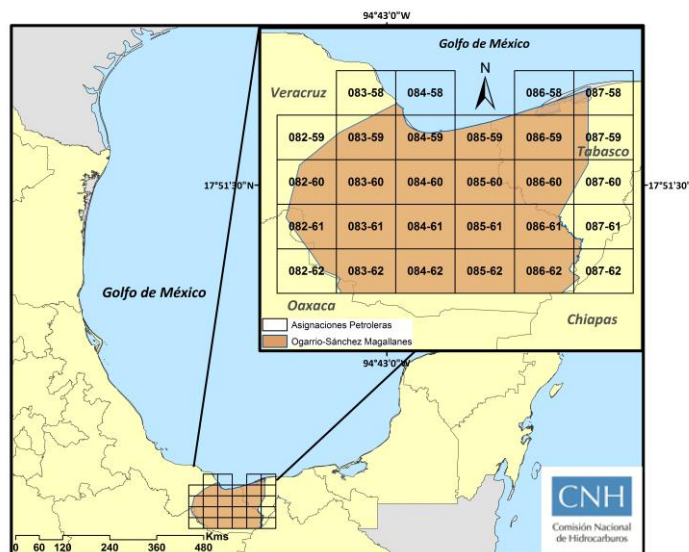 94°43'0"W
Golfo de México
N
Veracruz
083-58 084-58 086-58 087-58
082-59 083-59 084-59 085-59 086-59 087-59
Tabasco
17°51'30"N
082-60 083-60 084-60 085-60 086-60 087-60
17°51'30"N
082-61 083-61 084-61 085-61 086-61 087-61
082-62 083-62 084-62 085-62 086-62 087-62
Oaxaca
Chiapas
Asignaciones Petroleras
Ogarrio-Sánchez Magallanes
94°43'0"W
Golfo de México
CNH
Comisión Nacional
de Hidrocarburos
Kms
0 60 120 240 360 480